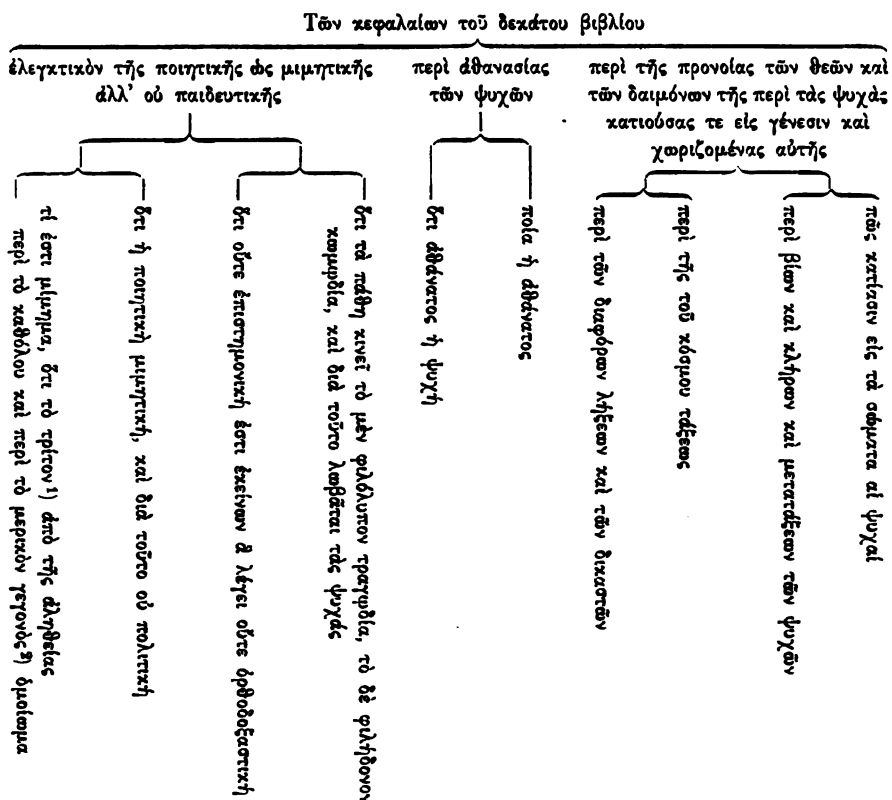 Τῶν κεφαλαίων τοῦ δεκάτου βιβλίου
ἐλεγκτικὸν τῆς ποιητικῆς ὡς μιμητικῆς
ἀλλ' οὐ παιδευτικῆς
περὶ ἀθανασίας
τῶν ψυχῶν
περὶ τῆς προνοίας τῶν θεῶν καὶ
τῶν δαιμόνων τῆς περὶ τὰς ψυχὰς
κατιούσας τε εἰς γένεσιν καὶ
χωριζομένας αὐτῆς
τί ἐστι μίμημα, ὅτι τὸ τρίτον¹) ἀπὸ τῆς ἀληθείας
περὶ τὸ καθόλου καὶ περὶ τὸ μερικὸν γεγονὸς²) ὁμοίωμα
ὅτι ἡ ποιητικὴ μιμητική, καὶ διὰ τοῦτο οὐ πολιτική
ὅτι οὔτε ἐπιστημονική ἐστι ἐκείνων ἃ λέγει οὔτε ὀρθοδοξαστική
ὅτι τὰ πάθη κινεῖ τὸ μὲν φιλόλυπον τραγῳδία, τὸ δὲ φιλήδονον
κωμῳδία, καὶ διὰ τοῦτο λωβᾶται τὰς ψυχάς
ὅτι ἀθάνατος ἡ ψυχή
ποία ἡ ἀθάνατος
περὶ τῶν διαφόρων λήξεων καὶ τῶν δικαστῶν
περὶ τῆς τοῦ κόσμου τάξεως
περὶ βίων καὶ κλήρων καὶ μετατάξεων τῶν ψυχῶν
πῶς κατίασιν εἰς τὰ σώματα αἱ ψυχαί